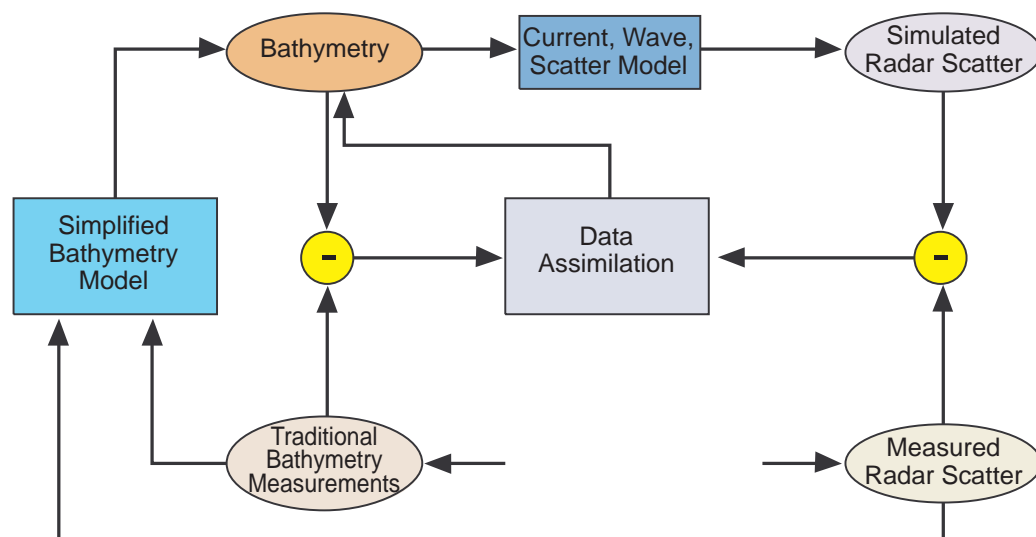 Bathymetry
Current, Wave,
Scatter Model
Simulated
Radar Scatter
Simplified
Bathymetry
Model
-
Data
Assimilation
-
Traditional
Bathymetry
Measurements
Measured
Radar Scatter